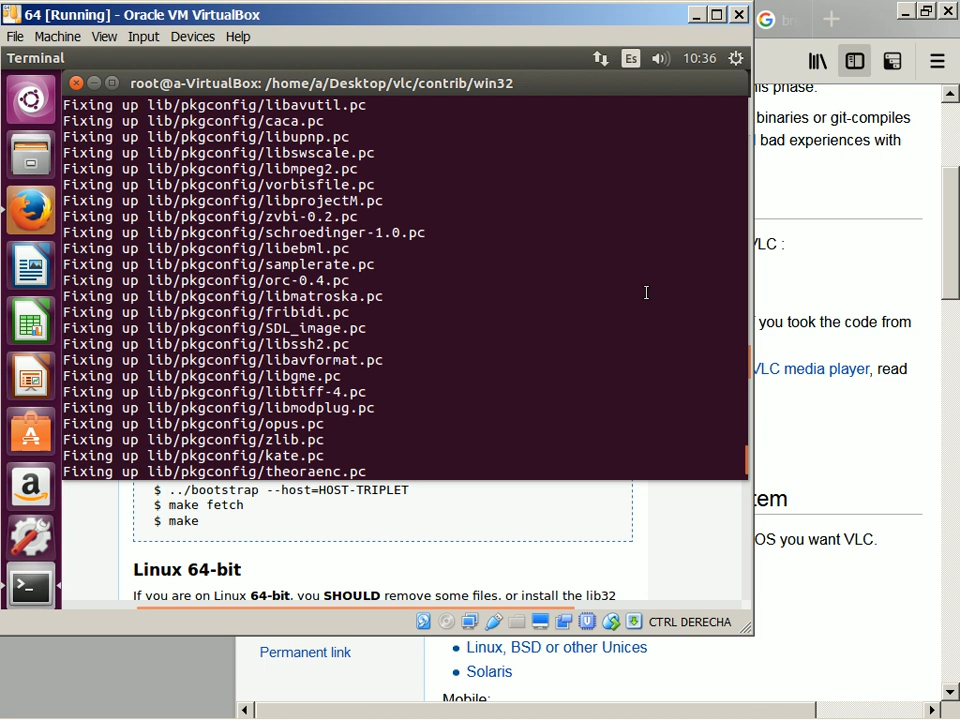 64 [Running] - Oracle VM VirtualBox
File Machine View Input Devices Help
Terminal
Es
10:36
root@a-VirtualBox: /home/a/Desktop/vlc/contrib/win32
Fixing up lib/pkgconfig/libavutil.pc
Fixing up lib/pkgconfig/caca.pc
Fixing up lib/pkgconfig/libupnp.pc
Fixing up lib/pkgconfig/libswscale.pc
Fixing up lib/pkgconfig/libmpeg2.pc
Fixing up lib/pkgconfig/vorbisfile.pc
Fixing up lib/pkgconfig/libprojectM.pc
Fixing up lib/pkgconfig/zvbi-0.2.pc
Fixing up lib/pkgconfig/schroedinger-1.0.pc
Fixing up lib/pkgconfig/libebml.pc
Fixing up lib/pkgconfig/samplerate.pc
Fixing up lib/pkgconfig/orc-0.4.pc
Fixing up lib/pkgconfig/libmatroska.pc
Fixing up lib/pkgconfig/fribidi.pc
Fixing up lib/pkgconfig/SDL_image.pc
Fixing up lib/pkgconfig/libssh2.pc
Fixing up lib/pkgconfig/libavformat.pc
Fixing up lib/pkgconfig/libgme.pc
Fixing up lib/pkgconfig/libtiff-4.pc
Fixing up lib/pkgconfig/libmodplug.pc
Fixing up lib/pkgconfig/opus.pc
Fixing up lib/pkgconfig/zlib.pc
Fixing up lib/pkgconfig/kate.pc
Fixing up lib/pkgconfig/theoraenc.pc
$ ../bootstrap --host=HOST-TRIPLET
$ make fetch
$ make
Linux 64-bit
If you are on Linux 64-bit, you SHOULD remove some files, or install the lib32
CTRL DERECHA
phase.
binaries or git-compiles
bad experiences with
VLC :
you took the code from
VLC media player, read
tem
OS you want VLC.
Permanent link
Linux, BSD or other Unices
Solaris
Mobile: